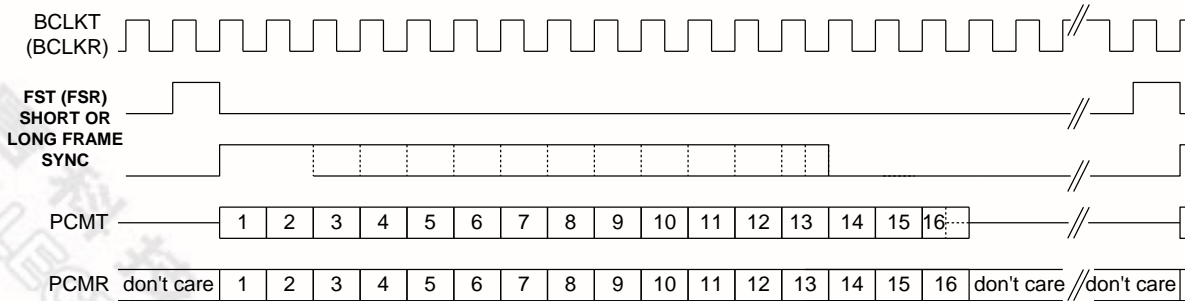 BCLKT
(BCLKR)
FST (FSR)
SHORT OR
LONG FRAME
SYNC
PCMT
1 2 3 4 5 6 7 8 9 10 11 12 13 14 15 16
PCMR
don't care 1 2 3 4 5 6 7 8 9 10 11 12 13 14 15 16 don't care don't care